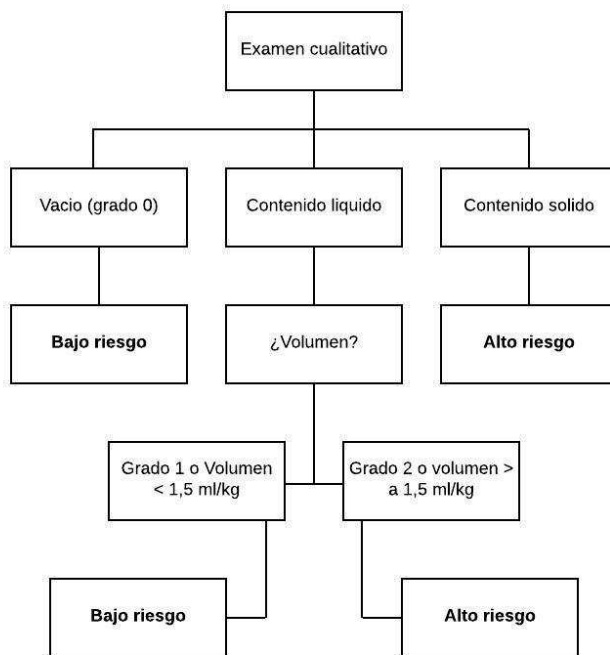 Examen cualitativo
Vacio (grado 0)
Contenido liquido
Contenido solido
Bajo riesgo
¿Volumen?
Alto riesgo
Grado 1 o Volumen
< 1,5 ml/kg
Grado 2 o volumen >
a 1,5 ml/kg
Bajo riesgo
Alto riesgo